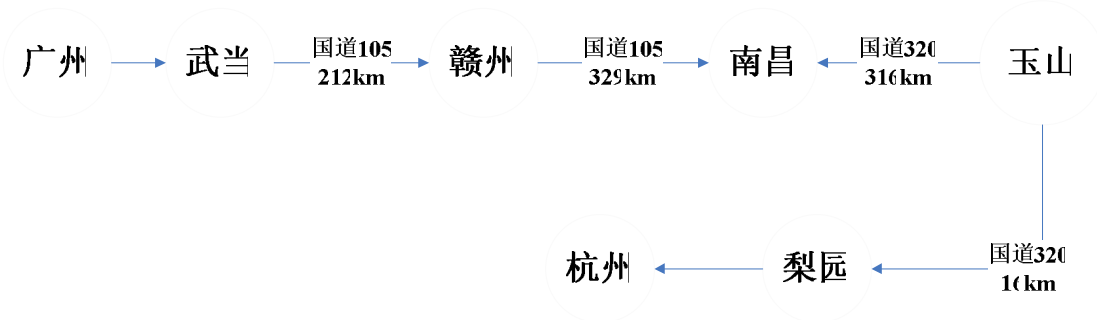 广州
武当
国道105
212km
赣州
国道105
329km
南昌
国道320
316km
玉山
杭州
梨园
国道320
16km